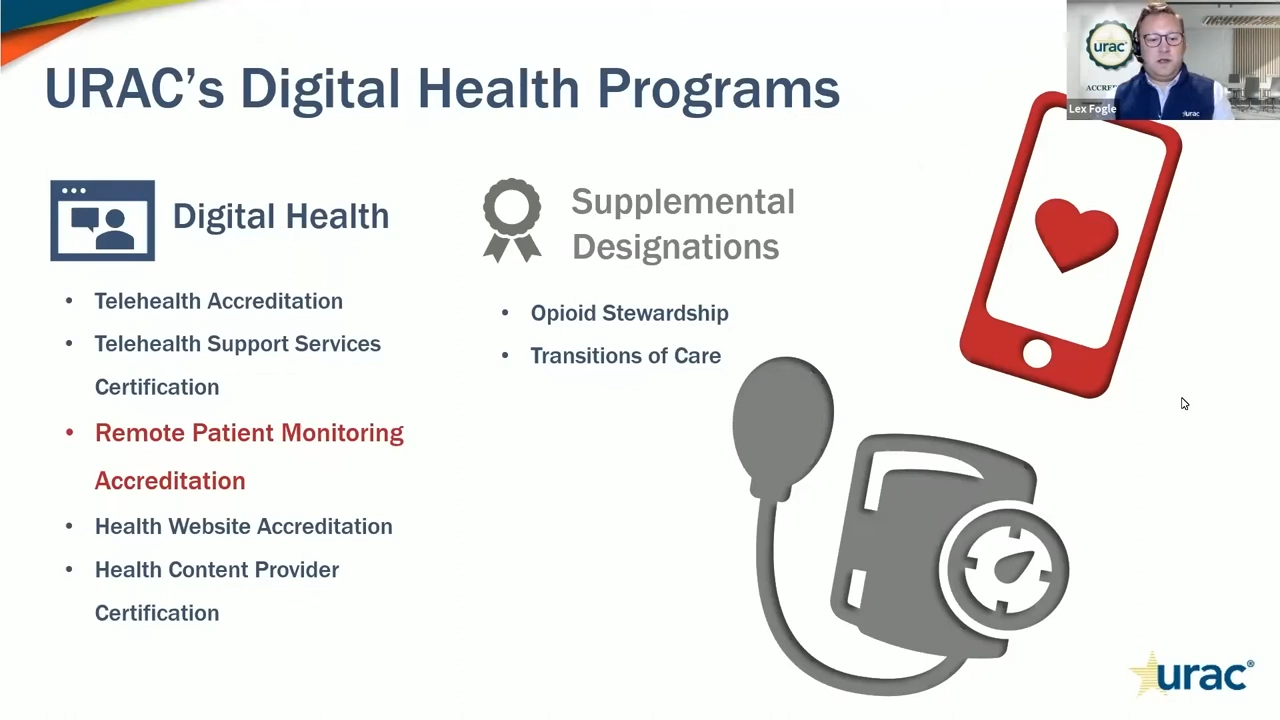 URAC’s Digital Health Programs
urac
Lex Fogle
urac
Digital Health
• Telehealth Accreditation
• Telehealth Support Services
Certification
• Remote Patient Monitoring
Accreditation
• Health Website Accreditation
• Health Content Provider
Certification
Supplemental
Designations
• Opioid Stewardship
• Transitions of Care
urac®